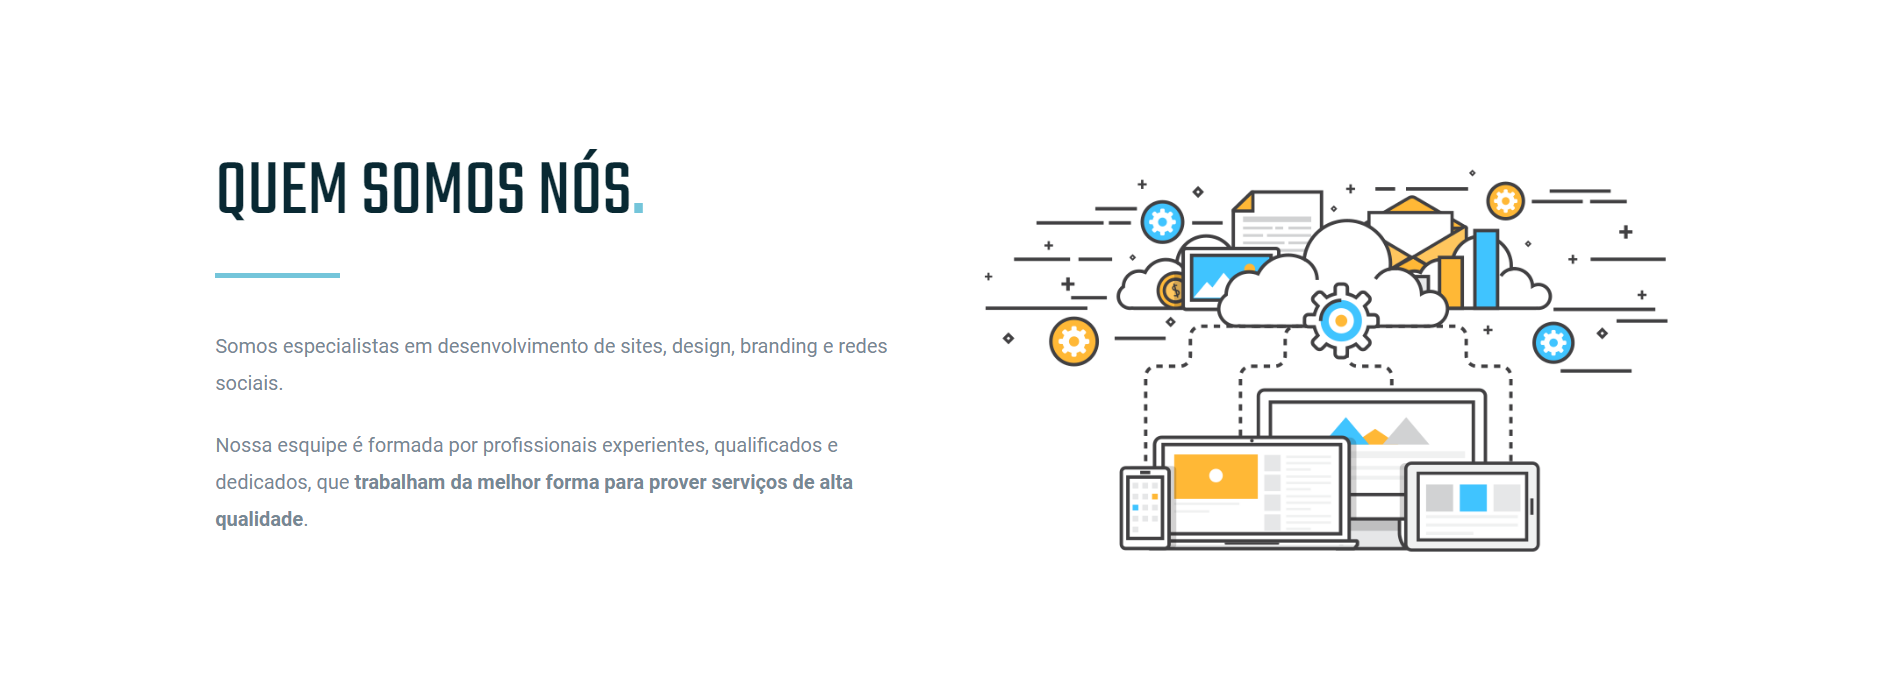 QUEM SOMOS NÓS.
Somos especialistas em desenvolvimento de sites, design, branding e redes
sociais.
Nossa esquipe é formada por profissionais experientes, qualificados e
dedicados, que trabalham da melhor forma para prover serviços de alta
qualidade.
$